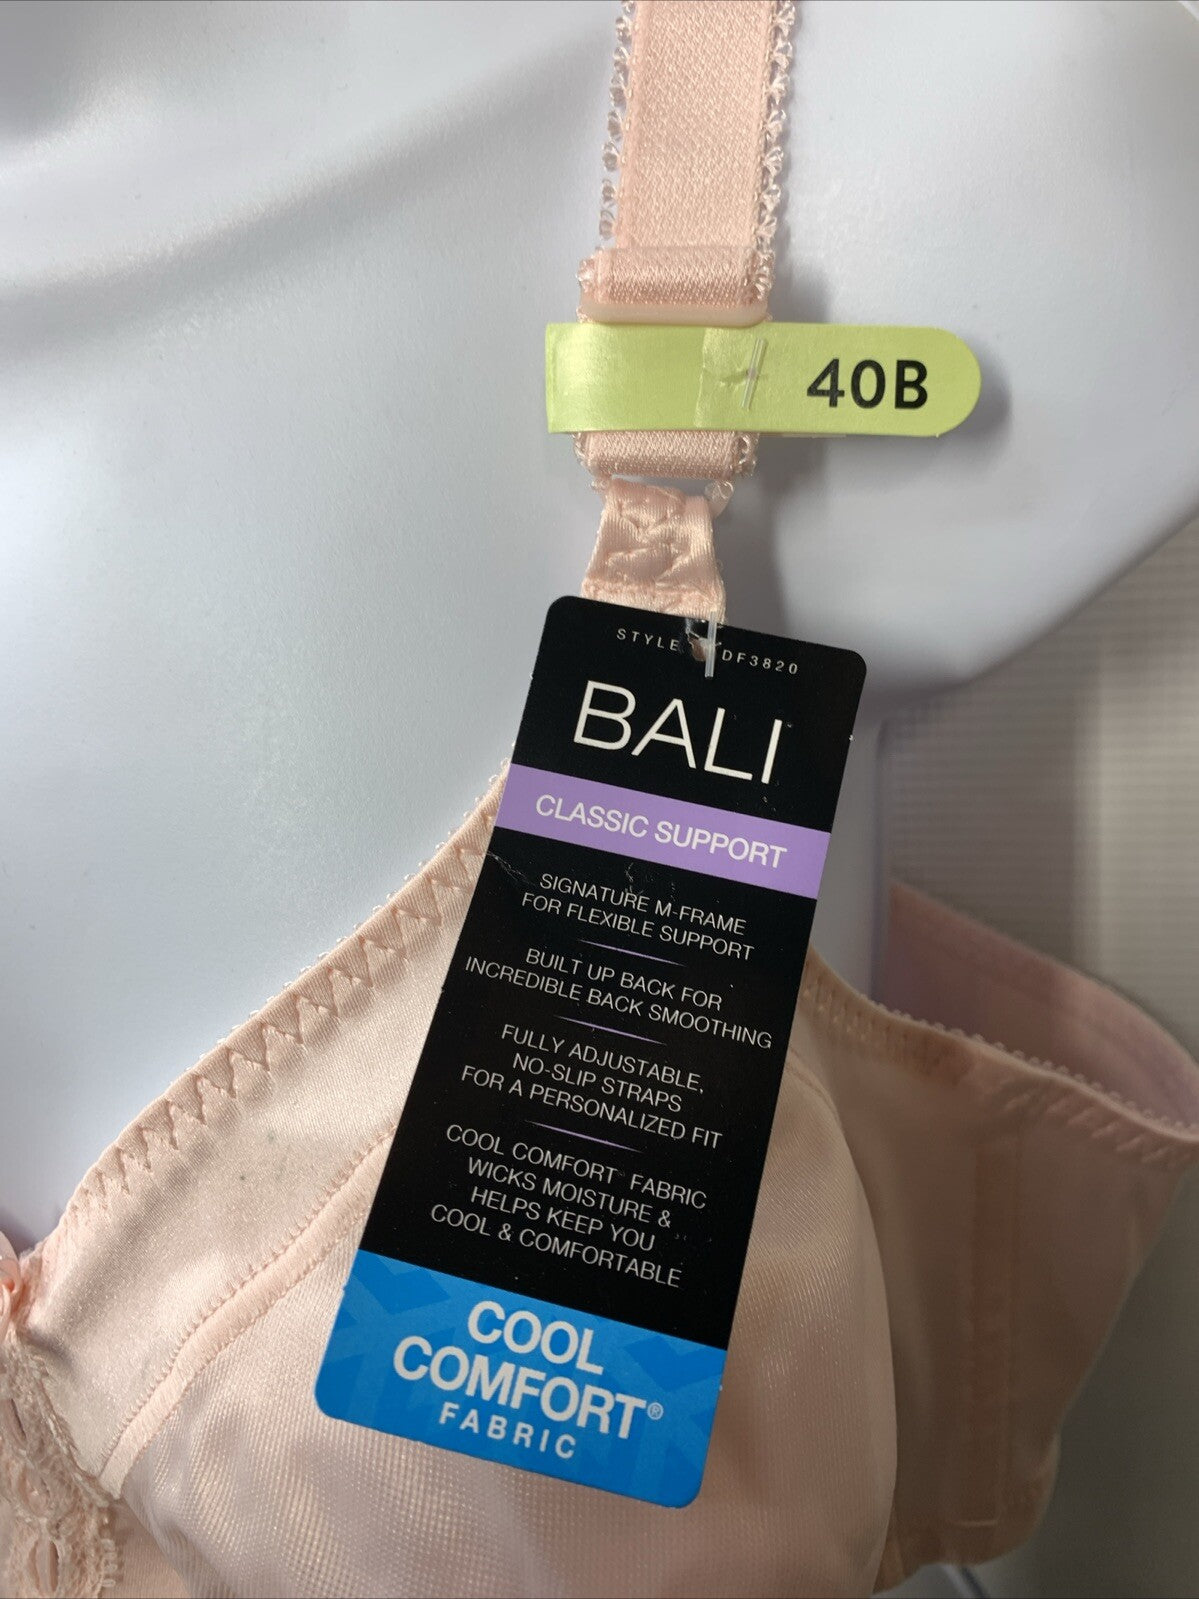 40B
STYLE DF3820
BALI
CLASSIC SUPPORT
SIGNATURE M-FRAME
FOR FLEXIBLE SUPPORT
BUILT UP BACK FOR
INCREDIBLE BACK SMOOTHING
FULLY ADJUSTABLE,
NO-SLIP STRAPS
FOR A PERSONALIZED FIT
COOL COMFORT FABRIC
WICKS MOISTURE &
HELPS KEEP YOU
COOL & COMFORTABLE
COOL
COMFORT®
FABRIC